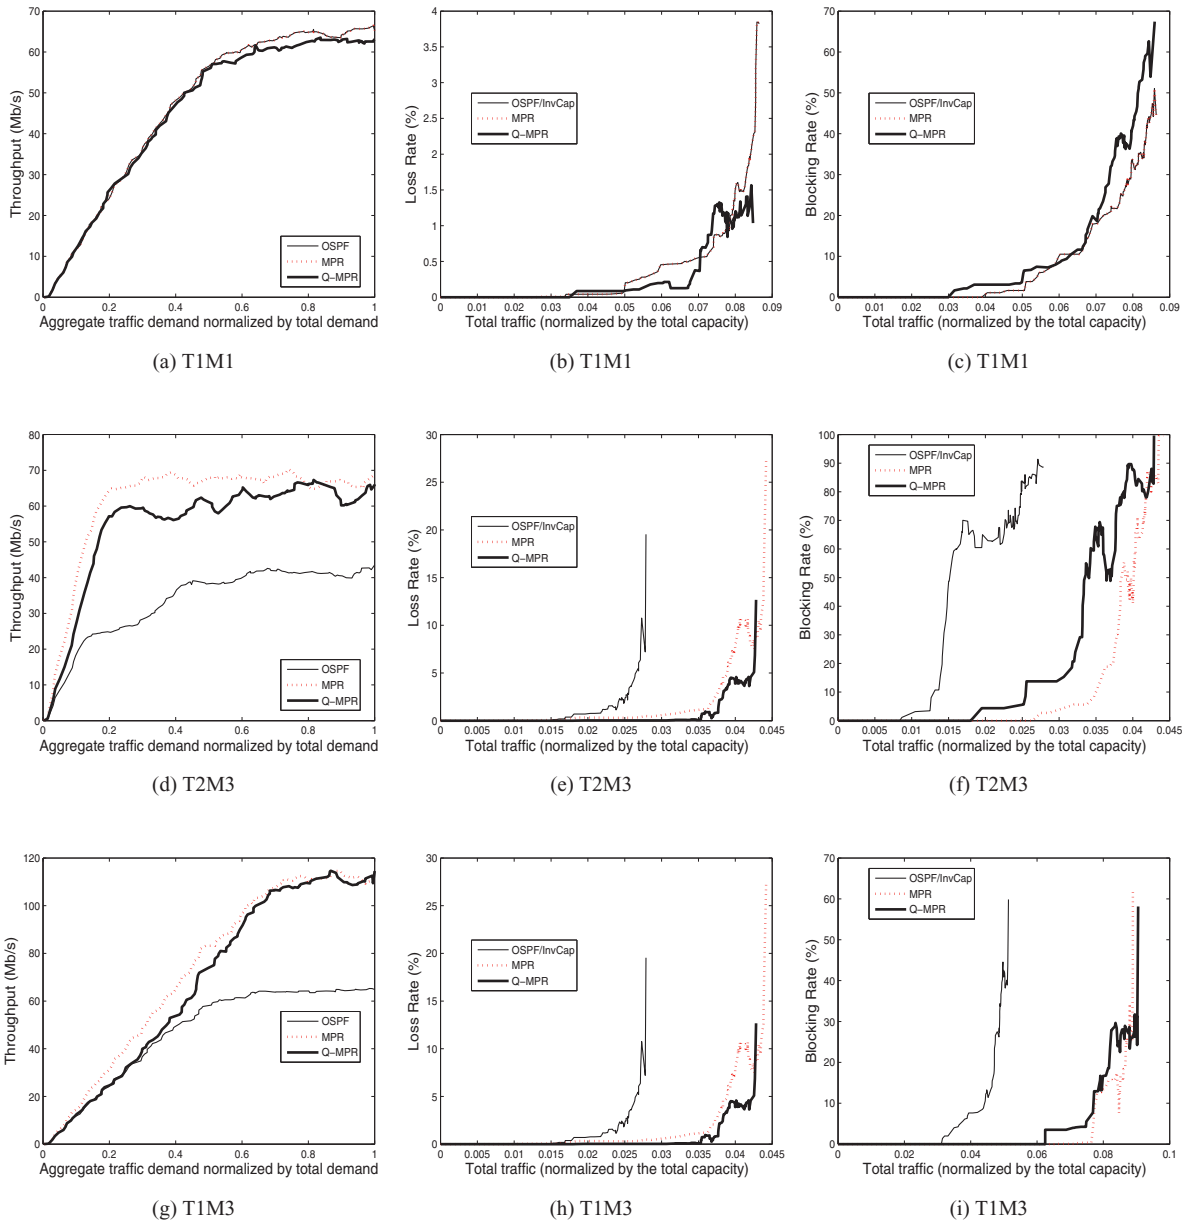 Throughput (Mb/s)
70
60
50
40
30
20
10
0
0 0.2 0.4 0.6 0.8 1
Aggregate traffic demand normalized by total demand
OSPF
MPR
Q−MPR
(a) T1M1
Loss Rate (%)
4
3.5
3
2.5
2
1.5
1
0.5
0
0 0.01 0.02 0.03 0.04 0.05 0.06 0.07 0.08 0.09
Total traffic (normalized by the total capacity)
OSPF/InvCap
MPR
Q−MPR
(b) T1M1
Blocking Rate (%)
70
60
50
40
30
20
10
0
0 0.01 0.02 0.03 0.04 0.05 0.06 0.07 0.08 0.09
Total traffic (normalized by the total capacity)
OSPF/InvCap
MPR
Q−MPR
(c) T1M1
Throughput (Mb/s)
80
70
60
50
40
30
20
10
0
0 0.2 0.4 0.6 0.8 1
Aggregate traffic demand normalized by total demand
OSPF
MPR
Q−MPR
(d) T2M3
Loss Rate (%)
30
25
20
15
10
5
0
0 0.005 0.01 0.015 0.02 0.025 0.03 0.035 0.04 0.045
Total traffic (normalized by the total capacity)
OSPF/InvCap
MPR
Q−MPR
(e) T2M3
Blocking Rate (%)
100
90
80
70
60
50
40
30
20
10
0
0 0.005 0.01 0.015 0.02 0.025 0.03 0.035 0.04 0.045
Total traffic (normalized by the total capacity)
OSPF/InvCap
MPR
Q−MPR
(f) T2M3
Throughput (Mb/s)
120
100
80
60
40
20
0
0 0.2 0.4 0.6 0.8 1
Aggregate traffic demand normalized by total demand
OSPF
MPR
Q−MPR
(g) T1M3
Loss Rate (%)
30
25
20
15
10
5
0
0 0.005 0.01 0.015 0.02 0.025 0.03 0.035 0.04 0.045
Total traffic (normalized by the total capacity)
OSPF/InvCap
MPR
Q−MPR
(h) T1M3
Blocking Rate (%)
70
60
50
40
30
20
10
0
0 0.02 0.04 0.06 0.08 0.1
Total traffic (normalized by the total capacity)
OSPF/InvCap
MPR
Q−MPR
(i) T1M3